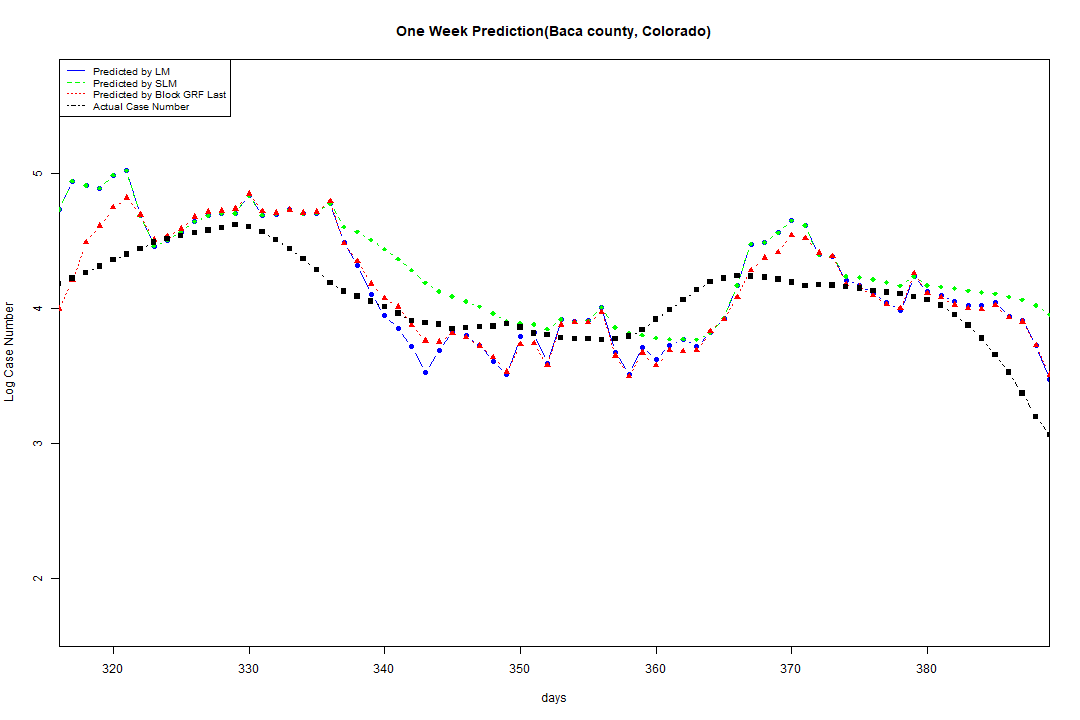 One Week Prediction(Baca county, Colorado)
Predicted by LM
Predicted by SLM
Predicted by Block GRF Last
Actual Case Number
5
4
3
2
Log Case Number
320 330 340 350 360 370 380
days